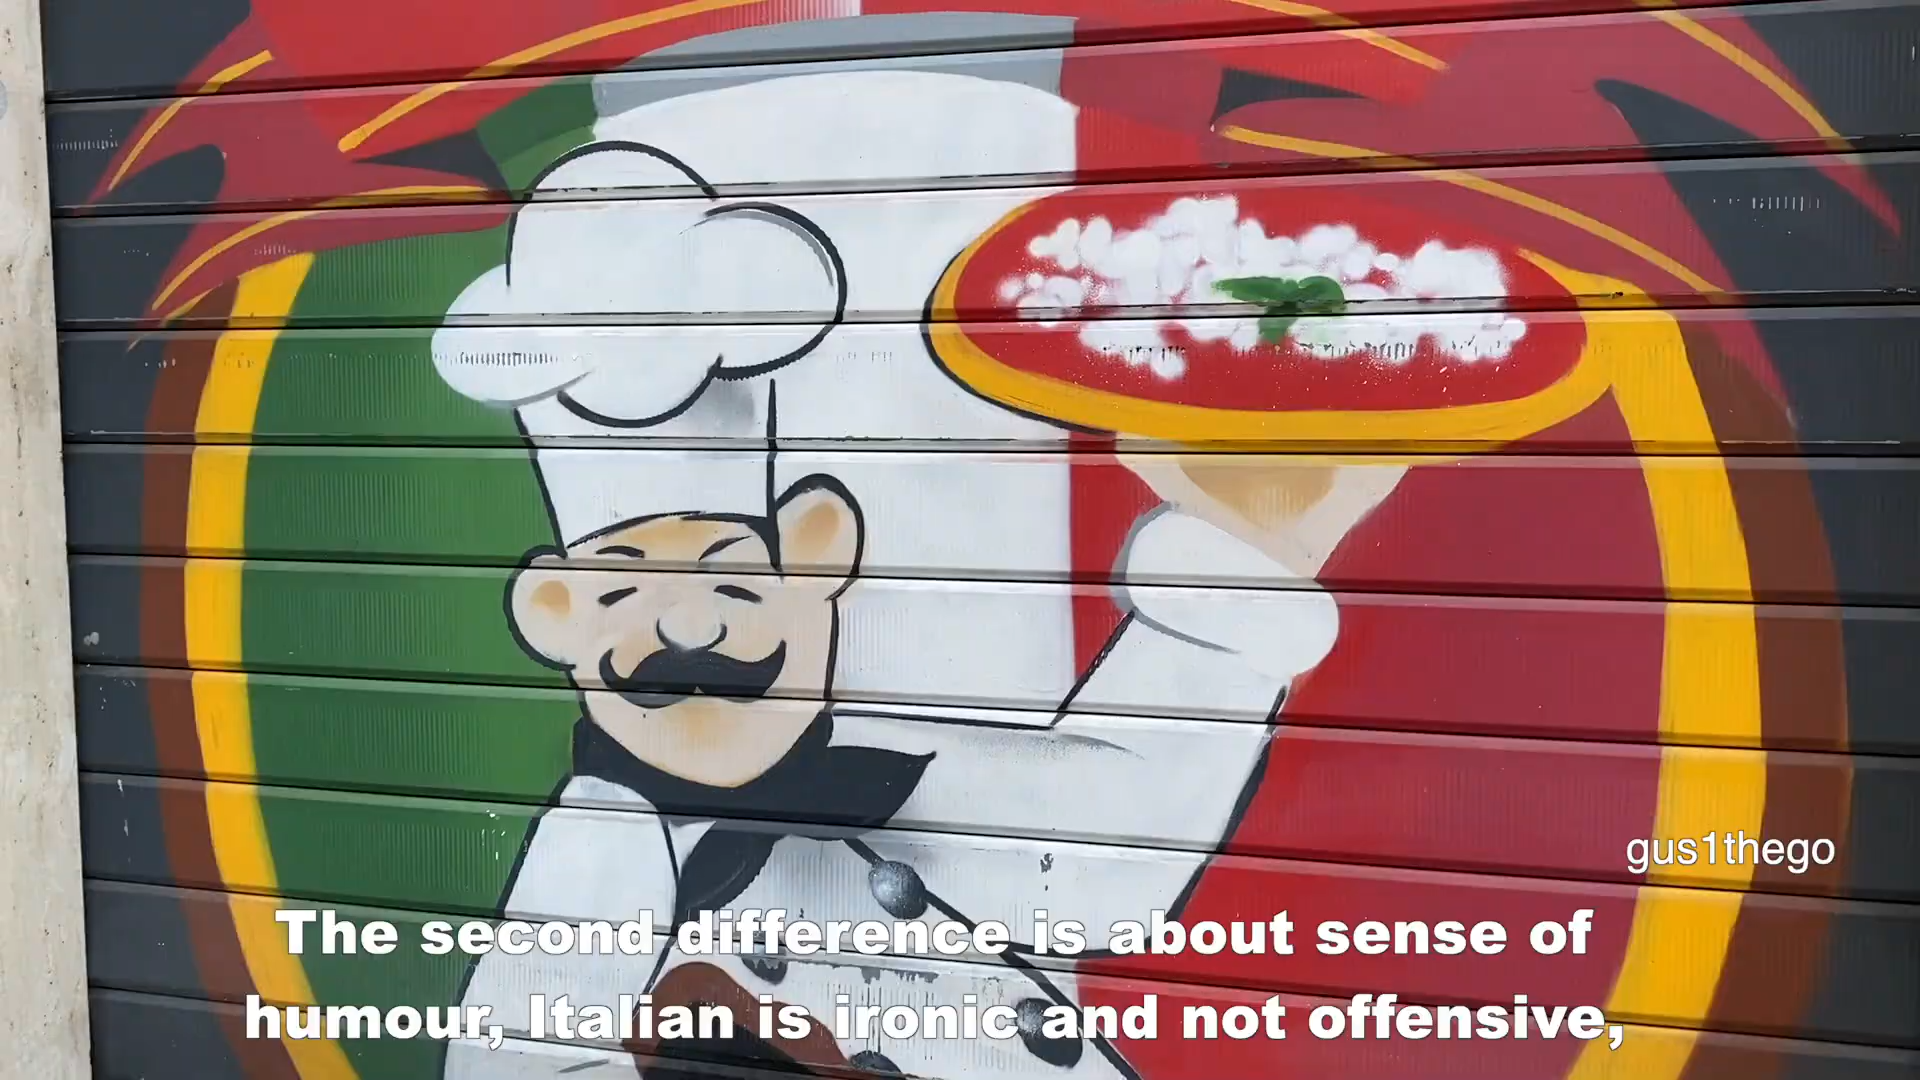 gus1thego
The second difference is about sense of
humour, Italian is ironic and not offensive,